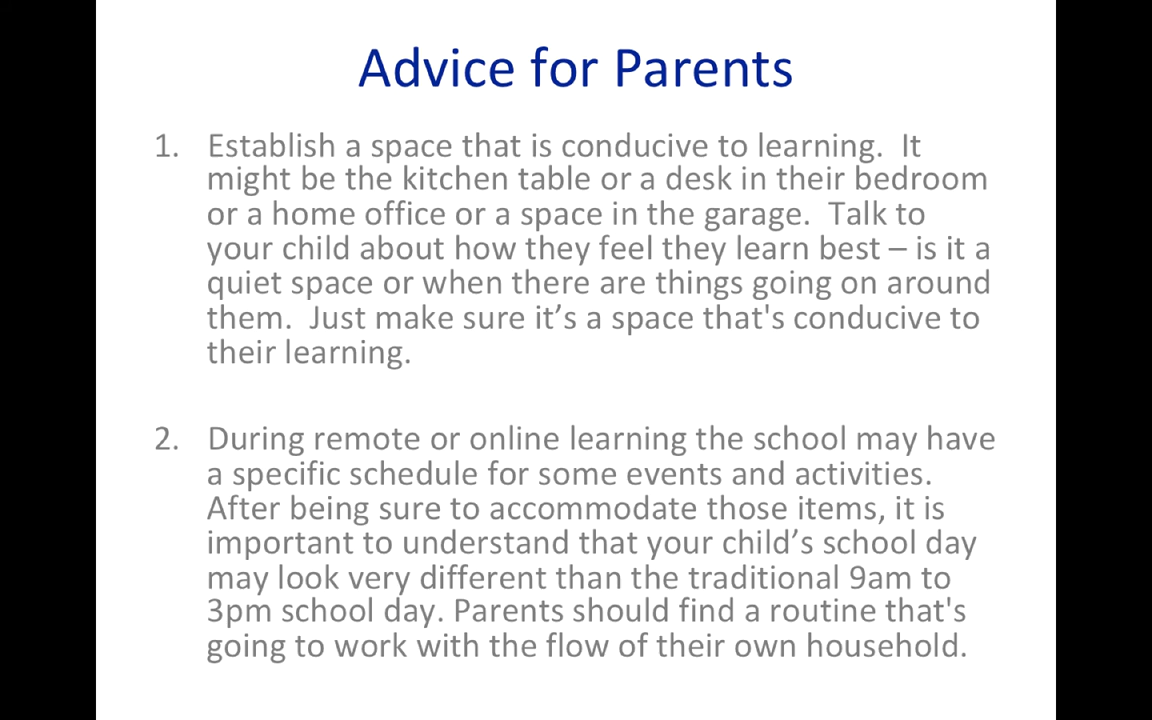 Advice for Parents
1. Establish a space that is conducive to learning.  It
might be the kitchen table or a desk in their bedroom
or a home office or a space in the garage.  Talk to
your child about how they feel they learn best – is it a
quiet space or when there are things going on around
them.  Just make sure it’s a space that's conducive to
their learning.
2. During remote or online learning the school may have
a specific schedule for some events and activities.
After being sure to accommodate those items, it is
important to understand that your child’s school day
may look very different than the traditional 9am to
3pm school day. Parents should find a routine that's
going to work with the flow of their own household.